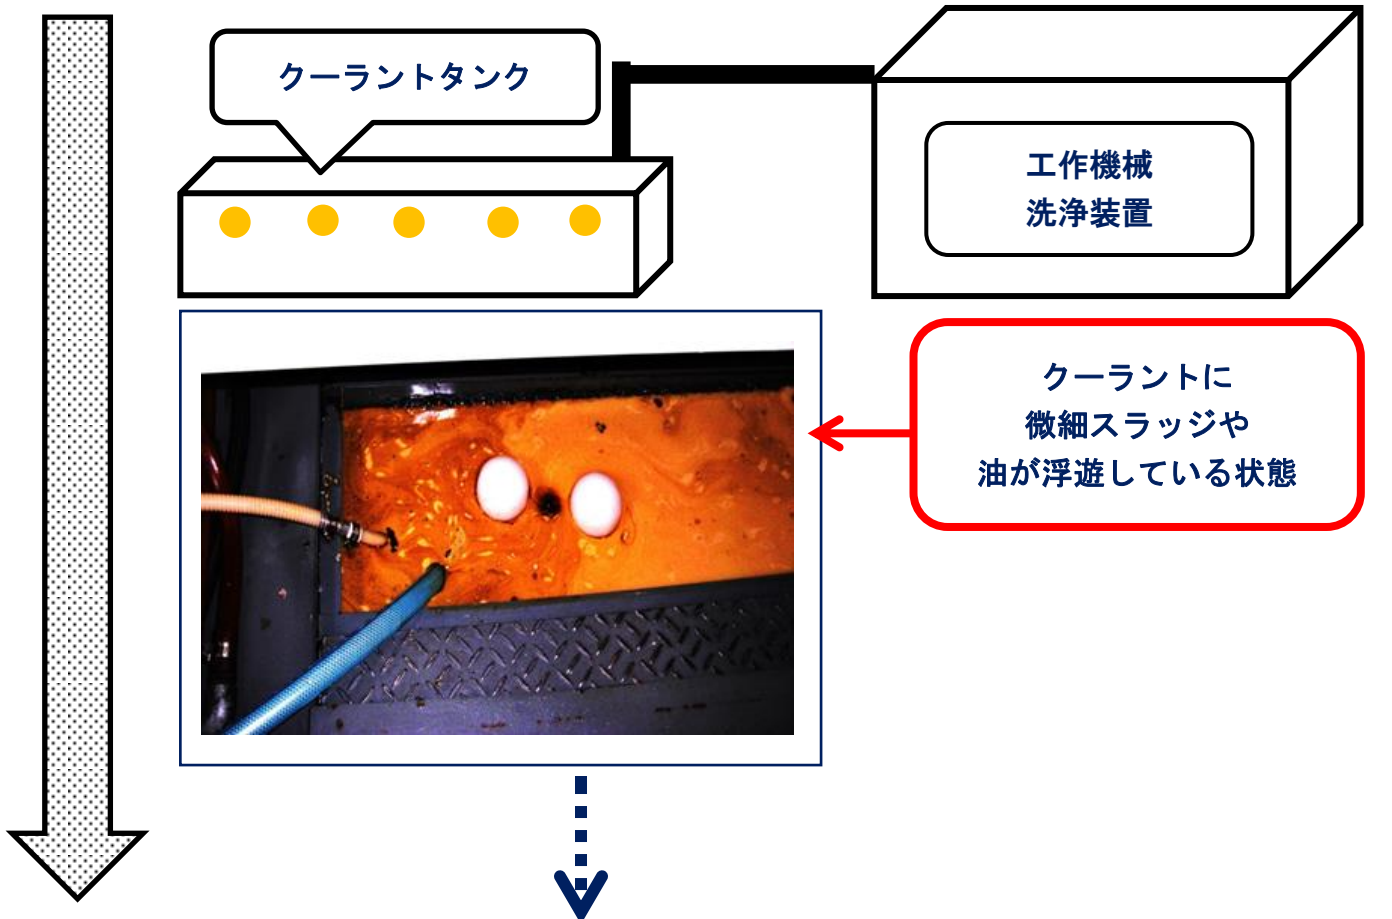 クーラントタンク
工作機械
洗浄装置
クーラントに
微細スラッジや
油が浮遊している状態